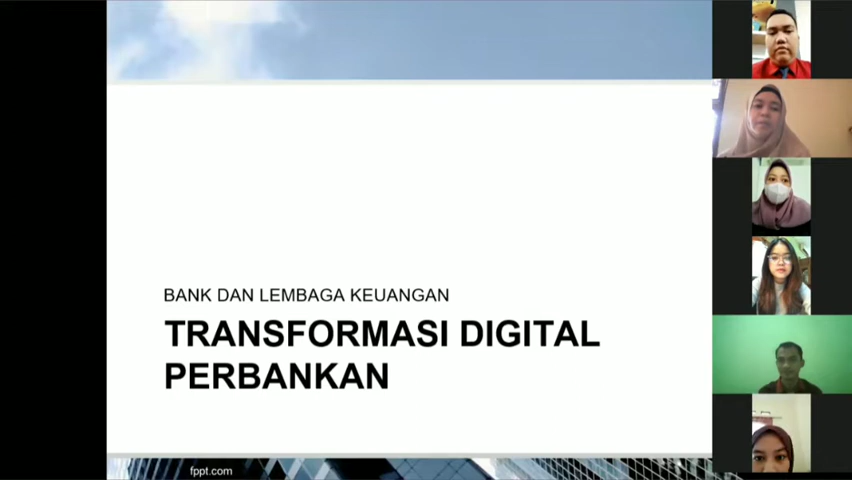 BANK DAN LEMBAGA KEUANGAN
TRANSFORMASI DIGITAL
PERBANKAN
fppt.com